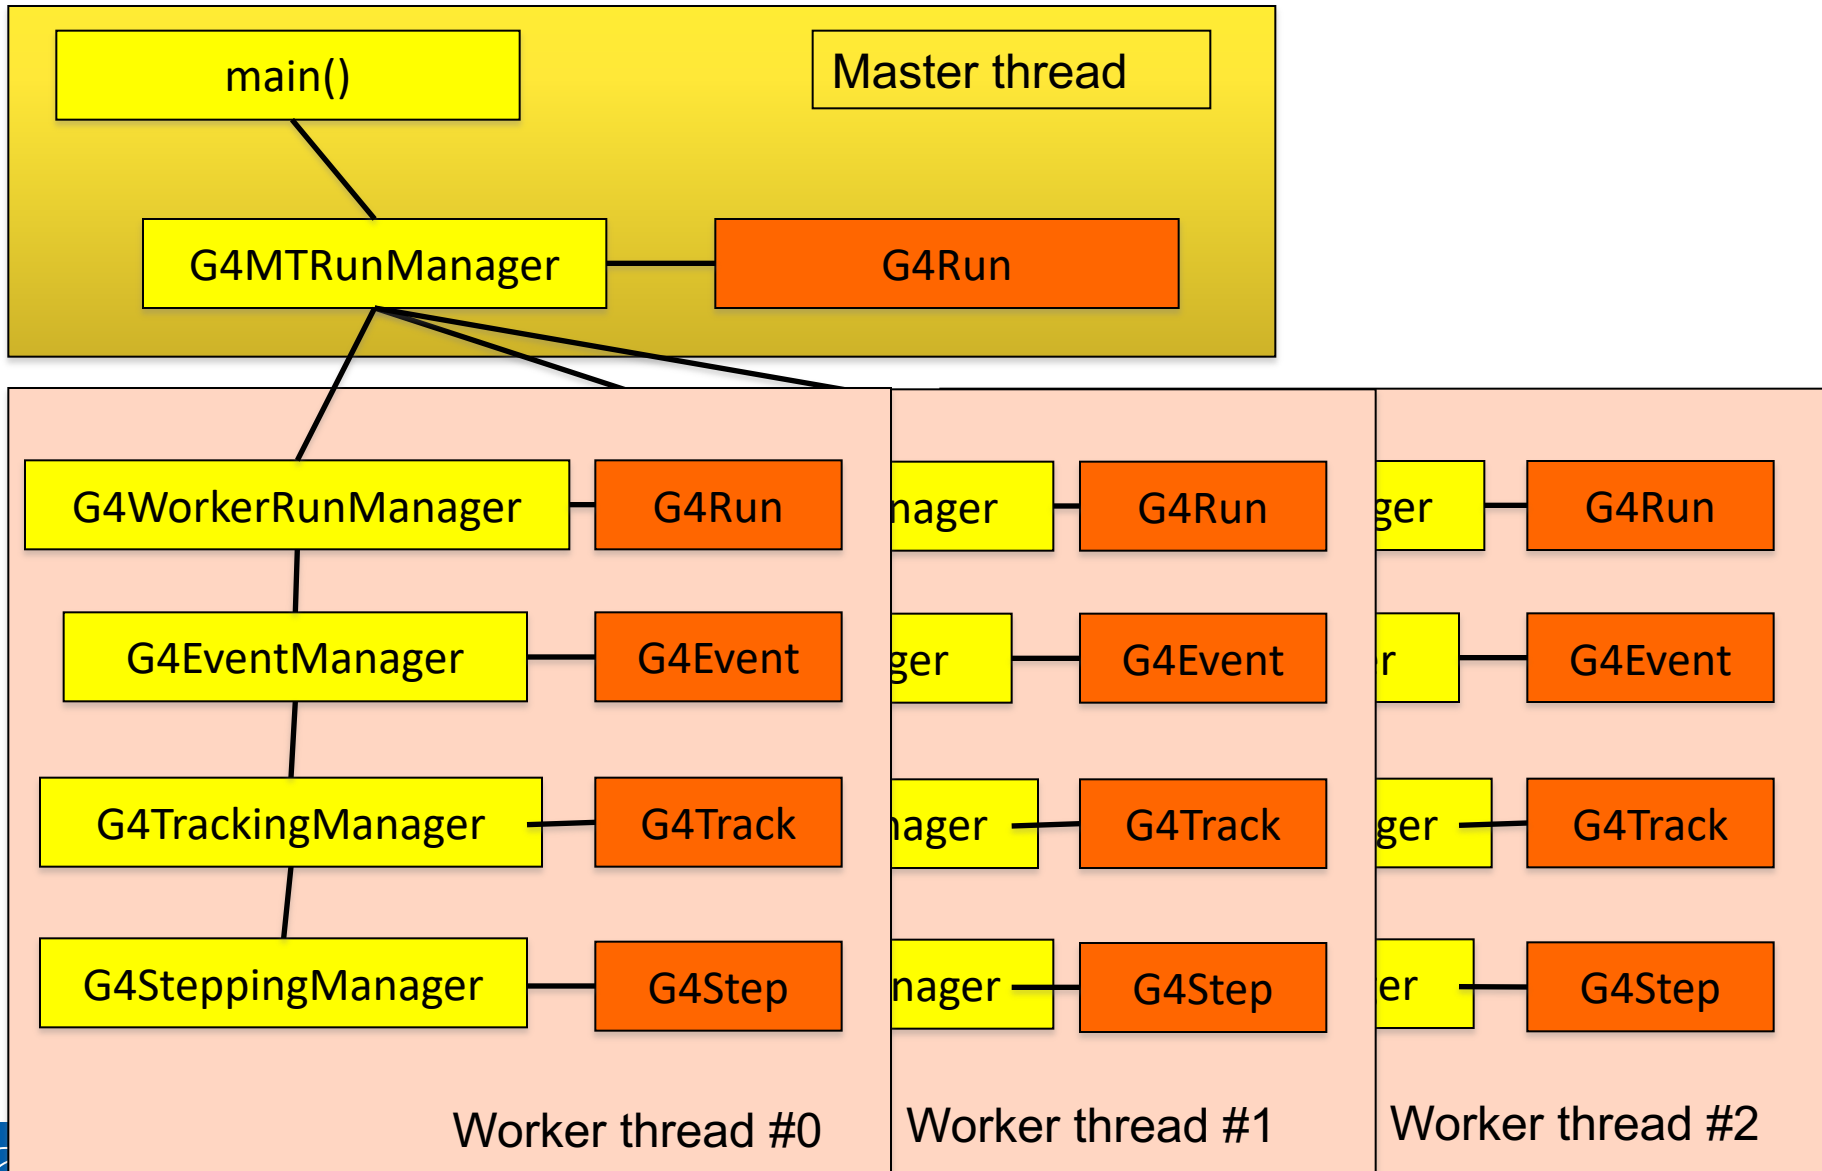 main()
Master thread
G4MTRunManager
G4Run
G4WorkerRunManager
G4Run
nager
G4Run
ger
G4Run
G4EventManager
G4Event
ger
G4Event
r
G4Event
G4TrackingManager
G4Track
nager
G4Track
ger
G4Track
G4SteppingManager
G4Step
nager
G4Step
er
G4Step
Worker thread #0
Worker thread #1
Worker thread #2